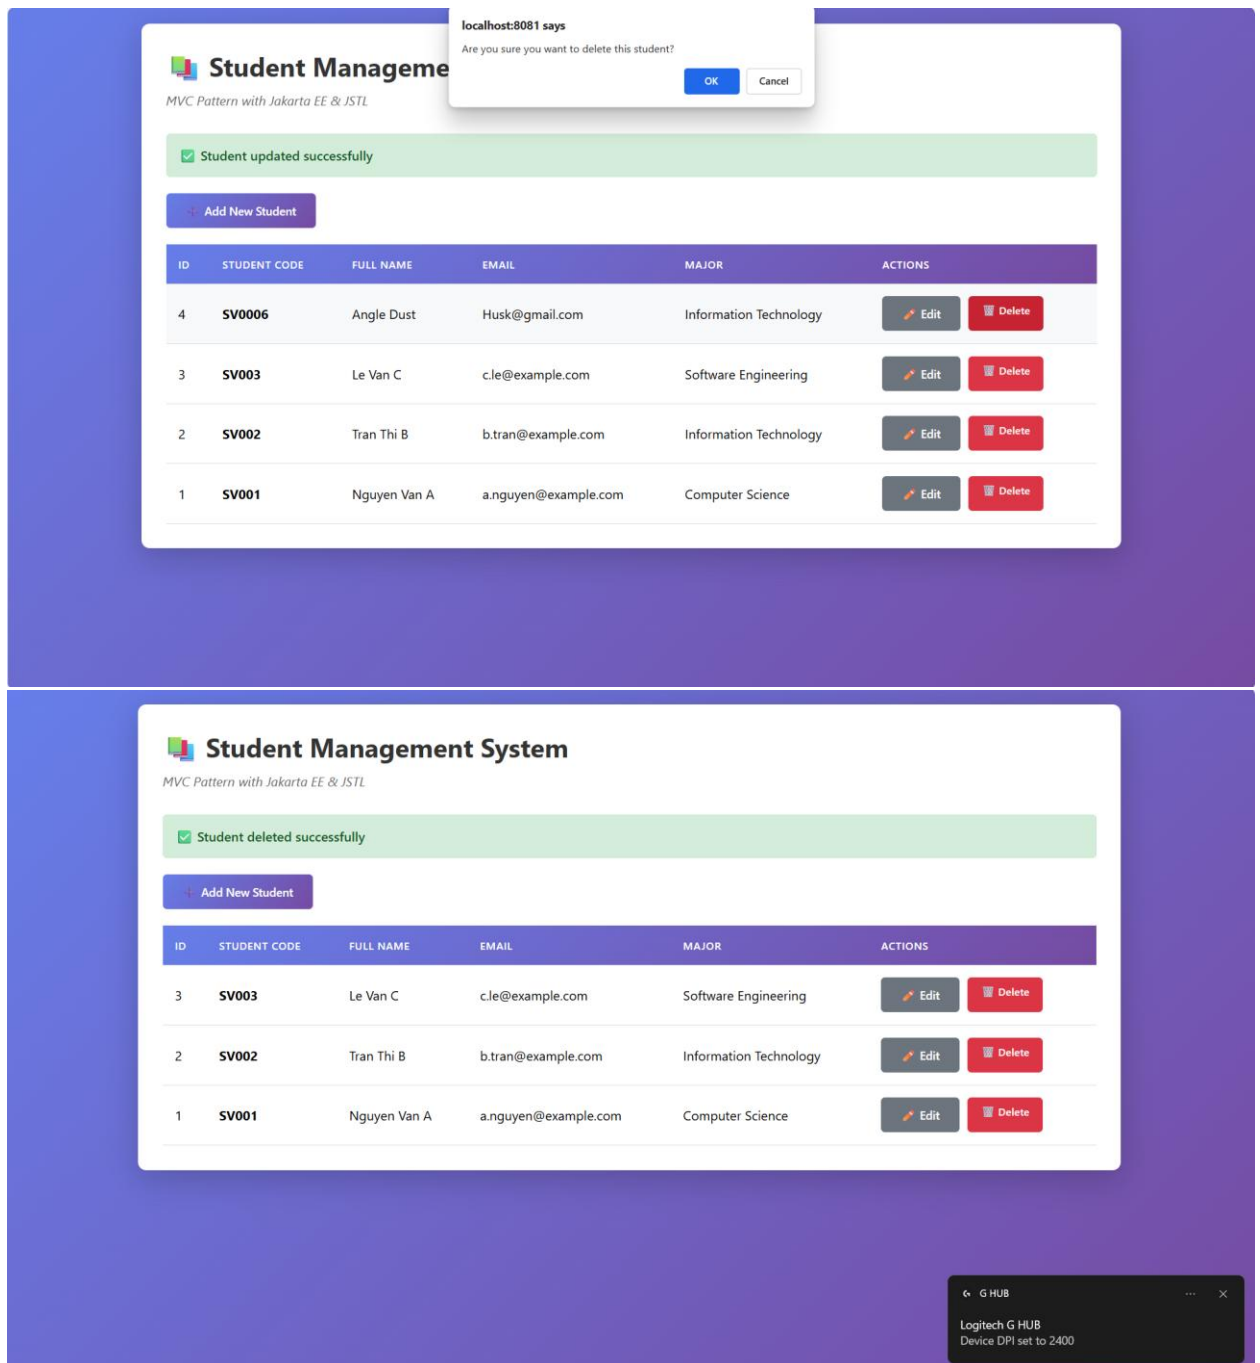 localhost:8081 says
Are you sure you want to delete this student?
OK Cancel
Student Manageme
MVC Pattern with Jakarta EE & JSTL
Student updated successfully
Add New Student
ID STUDENT CODE FULL NAME EMAIL MAJOR ACTIONS
4 SV0006 Angle Dust Husk@gmail.com Information Technology Edit Delete
3 SV003 Le Van C c.le@example.com Software Engineering Edit Delete
2 SV002 Tran Thi B b.tran@example.com Information Technology Edit Delete
1 SV001 Nguyen Van A a.nguyen@example.com Computer Science Edit Delete
Student Management System
MVC Pattern with Jakarta EE & JSTL
Student deleted successfully
Add New Student
ID STUDENT CODE FULL NAME EMAIL MAJOR ACTIONS
3 SV003 Le Van C c.le@example.com Software Engineering Edit Delete
2 SV002 Tran Thi B b.tran@example.com Information Technology Edit Delete
1 SV001 Nguyen Van A a.nguyen@example.com Computer Science Edit Delete
G HUB
Logitech G HUB
Device DPI set to 2400